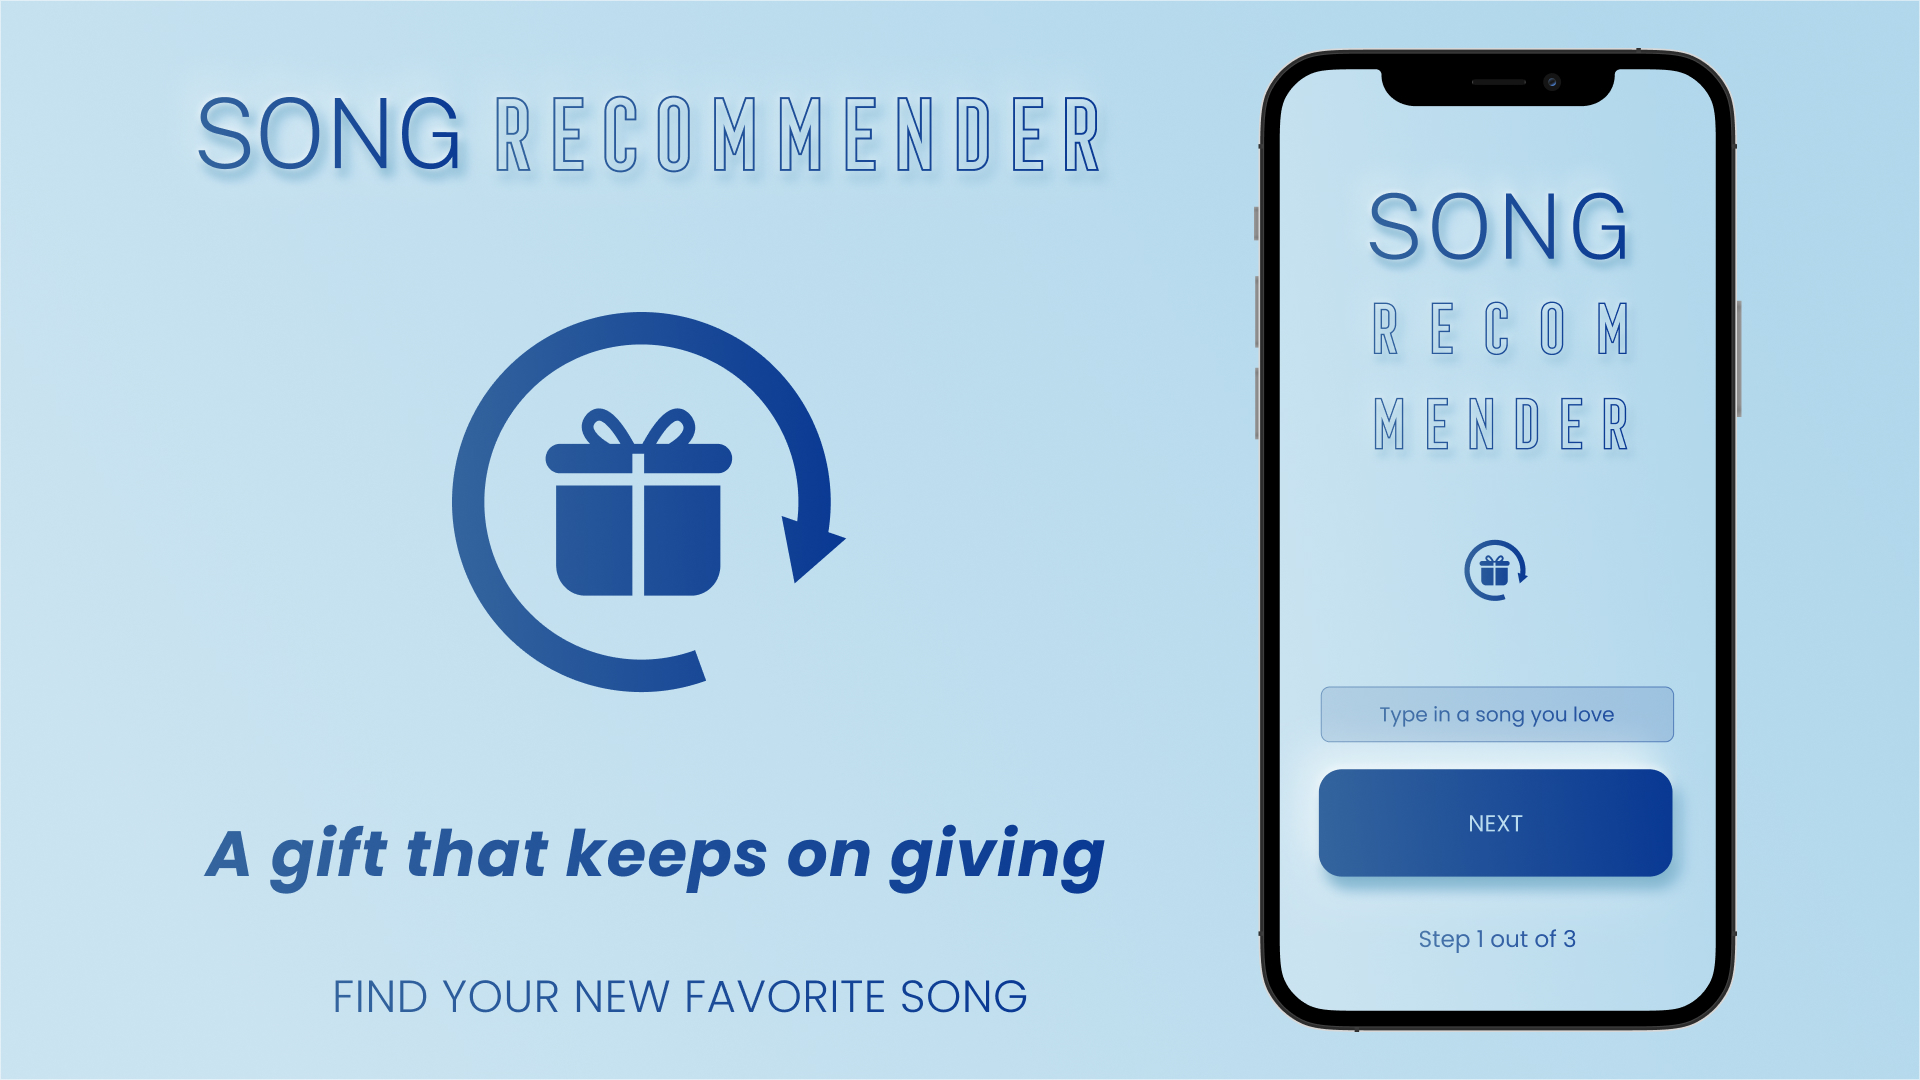 SONG RECOMMENDER
A gift that keeps on giving
FIND YOUR NEW FAVORITE SONG
SONG
RECOM
MENDER
Type in a song you love
NEXT
Step 1 out of 3